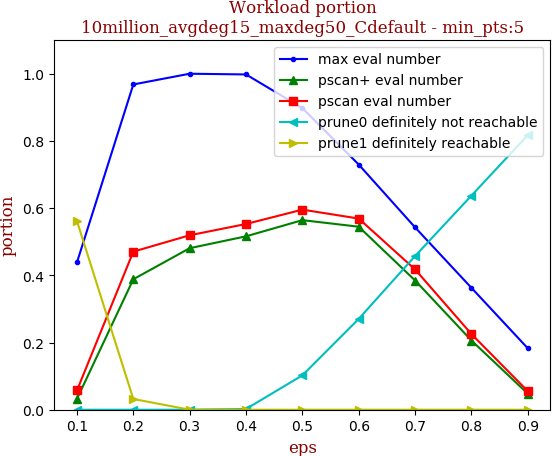 Workload portion
10million_avgdeg15_maxdeg50_Cdefault - min_pts:5
max eval number
pscan+ eval number
pscan eval number
prune0 definitely not reachable
prune1 definitely reachable
portion
1.0
0.8
0.6
0.4
0.2
0.0
0.1 0.2 0.3 0.4 0.5 0.6 0.7 0.8 0.9
eps